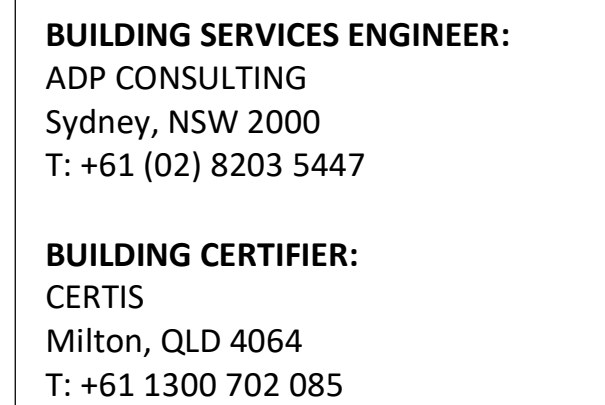 BUILDING SERVICES ENGINEER:
ADP CONSULTING
Sydney, NSW 2000
T: +61 (02) 8203 5447
BUILDING CERTIFIER:
CERTIS
Milton, QLD 4064
T: +61 1300 702 085